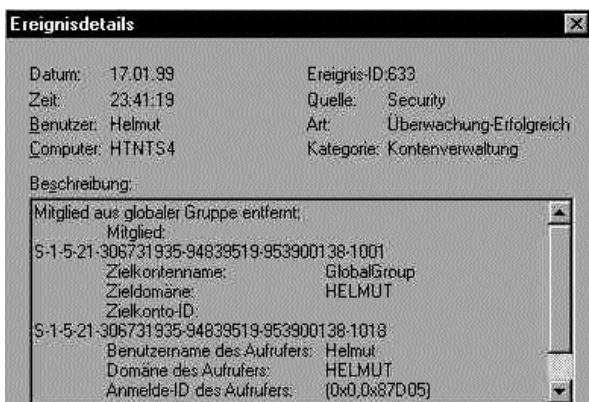 Ereignisdetails
Datum: 17.01.99 Ereignis-ID:633
Zeit: 23:41:19 Quelle: Security
Benutzer: Helmut Art: Überwachung-Erfolgreich
Computer: HTNTS4 Kategorie: Kontenverwaltung
Beschreibung:
Mitglied aus globaler Gruppe entfernt:
Mitglied:
S-1-5-21-306731935-94839519-953900138-1001
Zielkontenname: GlobalGroup
Zieldomäne: HELMUT
Zielkonto-ID:
S-1-5-21-306731935-94839519-953900138-1018
Benutzername des Aufrufers: Helmut
Domäne des Aufrufers: HELMUT
Anmelde-ID des Aufrufers: (0x0,0x87D05)